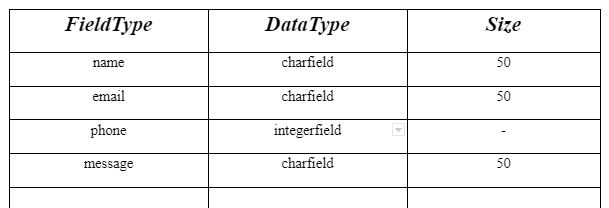 FieldType DataType Size
name charfield 50
email charfield 50
phone integerfield -
message charfield 50